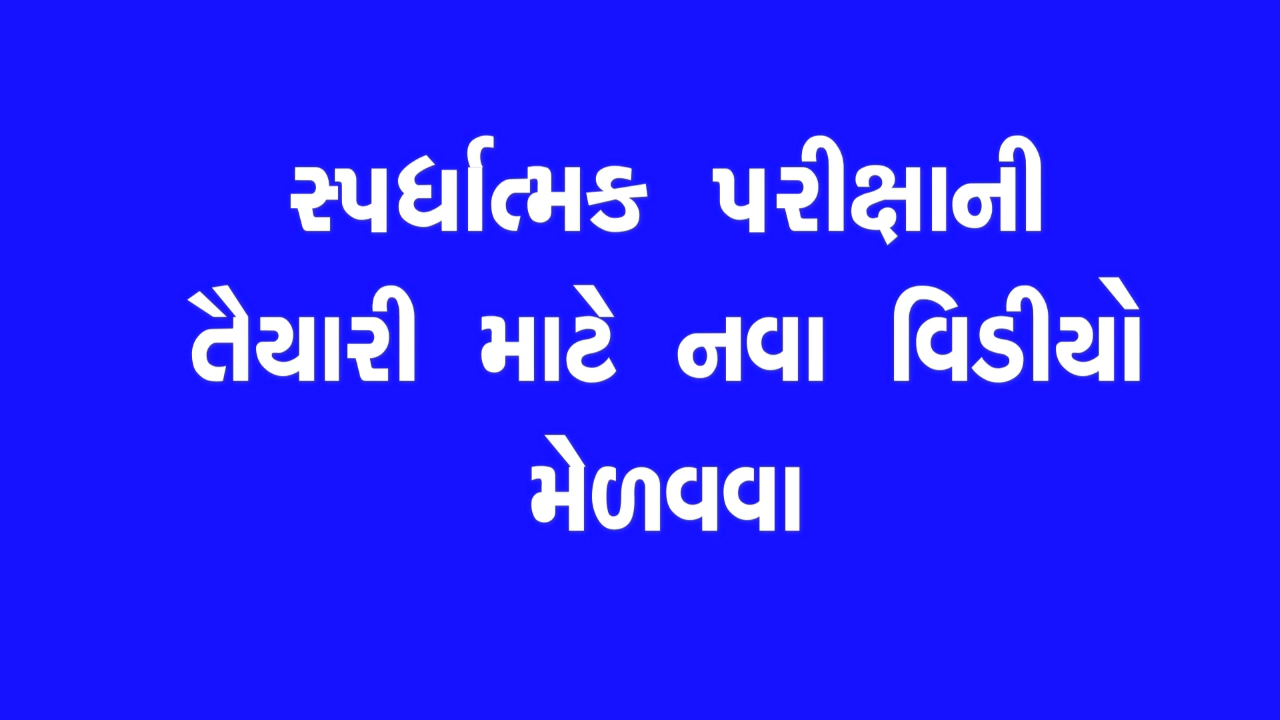 સ્પર્ધાત્મક પરીક્ષાની
તૈયારી માટે નવા વિડીયો
મેળવવા